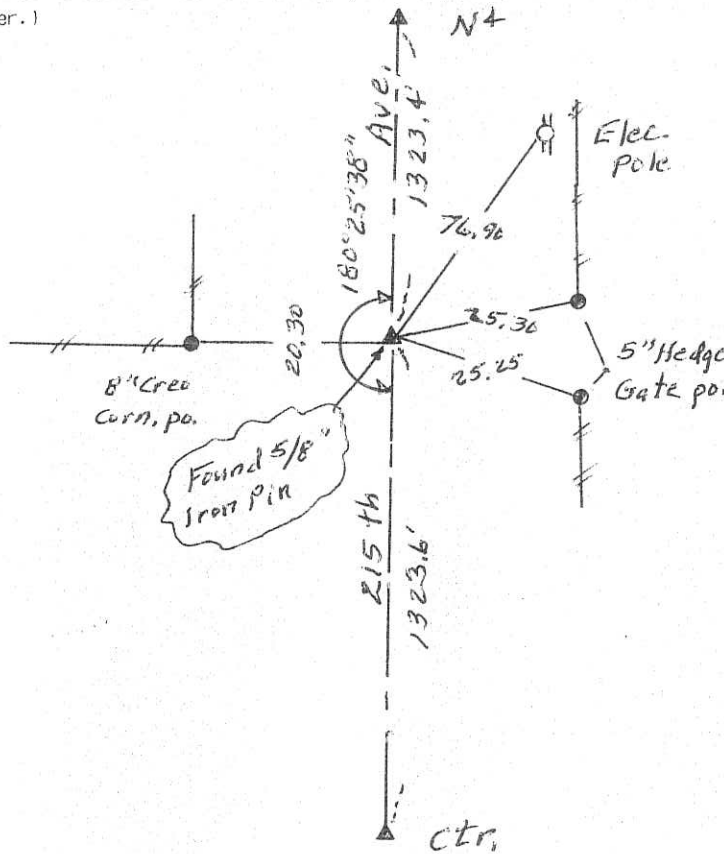 er.)
N4
Ave.
1323.4'
180°25'38"
Elec.
Pole
76.90
25.30
20.30
25.25
5" Hedge
Gate po
8" Creo
Corn. po.
Found 5/8"
Iron Pin
215th
1323.6'
Ctr.